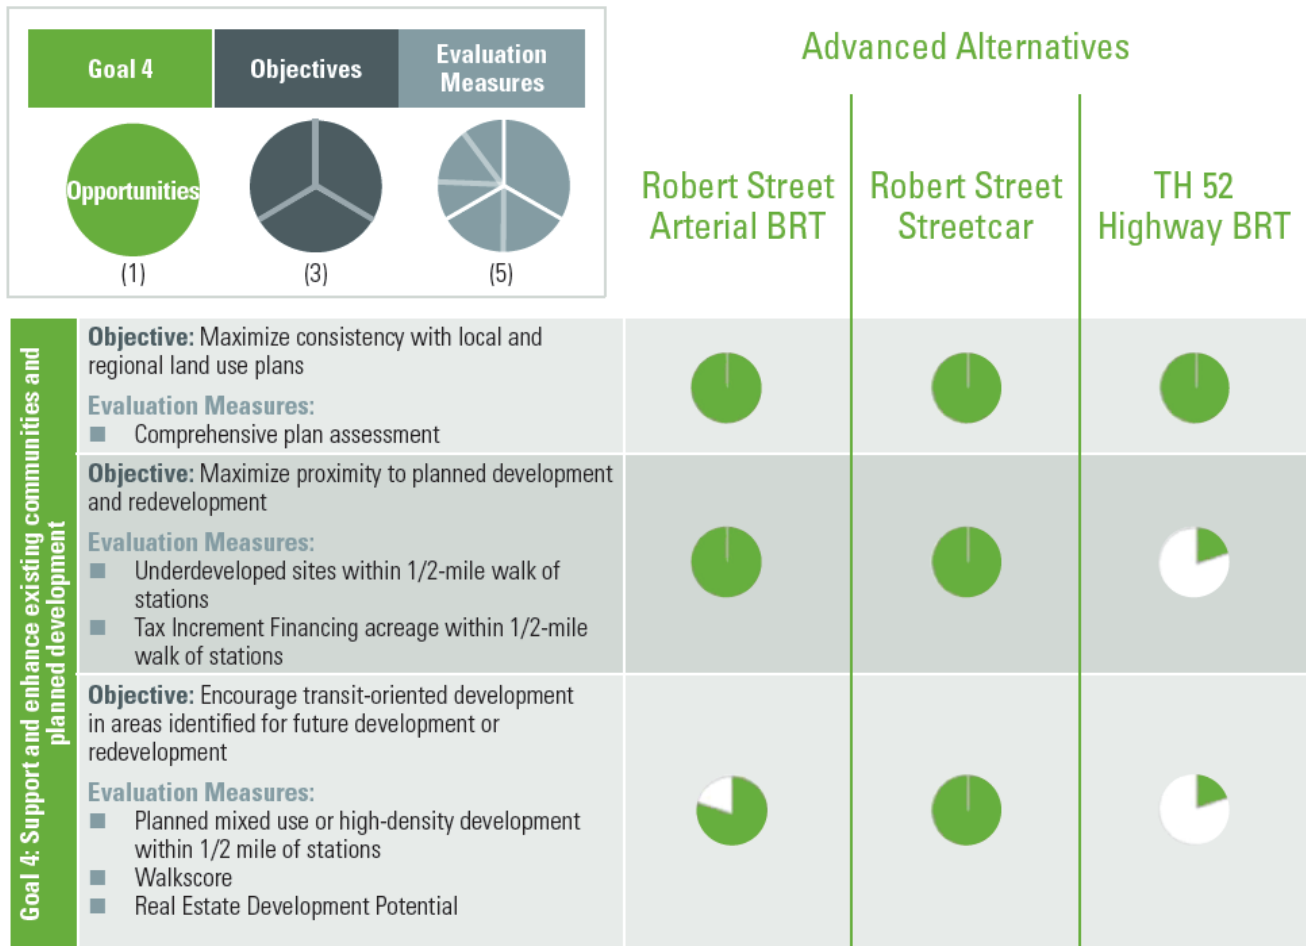 Goal 4
Objectives
Evaluation
Measures
Opportunities
(1)
(3)
(5)
Advanced Alternatives
Robert Street
Arterial BRT
Robert Street
Streetcar
TH 52
Highway BRT
Goal 4: Support and enhance existing communities and
planned development
Objective: Maximize consistency with local and
regional land use plans
Evaluation Measures:
Comprehensive plan assessment
Objective: Maximize proximity to planned development
and redevelopment
Evaluation Measures:
Underdeveloped sites within 1/2-mile walk of
stations
Tax Increment Financing acreage within 1/2-mile
walk of stations
Objective: Encourage transit-oriented development
in areas identified for future development or
redevelopment
Evaluation Measures:
Planned mixed use or high-density development
within 1/2 mile of stations
Walkscore
Real Estate Development Potential